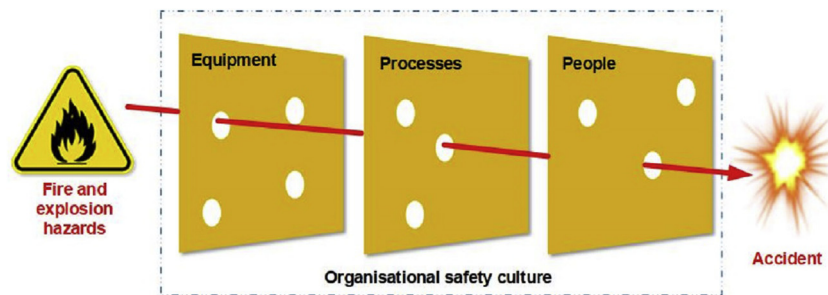 Equipment
Processes
People
Fire and
explosion
hazards
Accident
Organisational safety culture